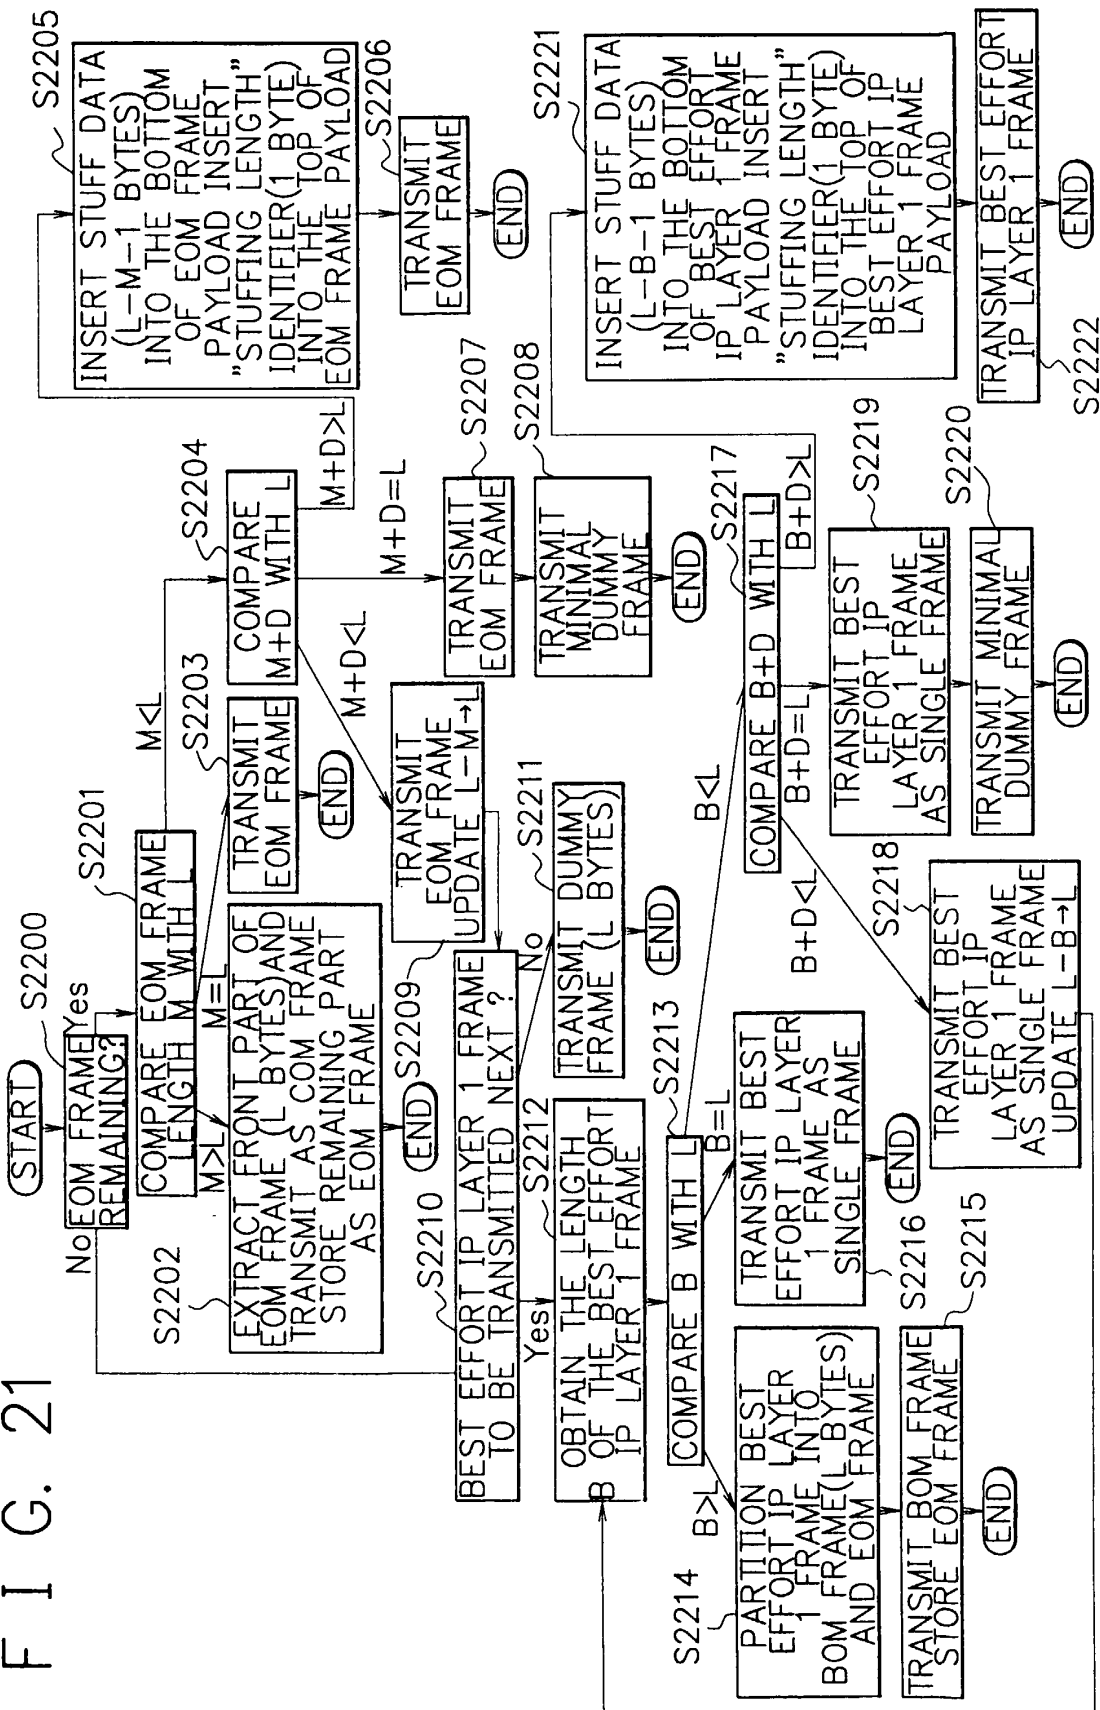 F I G. 21
START
S2200
EOM FRAME
REMAINING?
No
Yes
S2201
COMPARE EOM FRAME
LENGTH M WITH L
M>L
M=L
M<L
S2202
EXTRACT FRONT PART OF
EOM FRAME (L BYTES) AND
TRANSMIT AS COM FRAME
STORE REMAINING PART
AS EOM FRAME
END
S2203
TRANSMIT
EOM FRAME
END
S2204
COMPARE
M+D WITH L
M+D>L
M+D=L
M+D<L
S2205
INSERT STUFF DATA
(L-M-1 BYTES)
INTO THE BOTTOM
OF EOM FRAME
PAYLOAD INSERT
"STUFFING LENGTH"
IDENTIFIER(1 BYTE)
INTO THE TOP OF
EOM FRAME PAYLOAD
S2206
TRANSMIT
EOM FRAME
END
S2207
TRANSMIT
EOM FRAME
S2208
TRANSMIT
MINIMAL
DUMMY
FRAME
END
TRANSMIT
EOM FRAME
UPDATE L-M→L
S2209
S2210
BEST EFFORT IP LAYER 1 FRAME
TO BE TRANSMITTED NEXT ?
Yes
No
S2211
TRANSMIT DUMMY
FRAME (L BYTES)
END
S2212
OBTAIN THE LENGTH
B OF THE BEST EFFORT
IP LAYER 1 FRAME
S2213
COMPARE B WITH L
B>L
B=L
B<L
S2214
PARTITION BEST
EFFORT IP LAYER
1 FRAME INTO
BOM FRAME(L BYTES)
AND EOM FRAME
S2215
TRANSMIT BOM FRAME
STORE EOM FRAME
END
TRANSMIT BEST
EFFORT IP LAYER
1 FRAME AS
SINGLE FRAME
S2216
END
S2217
COMPARE B+D WITH L
B+D<L
B+D=L
B+D>L
S2218
TRANSMIT BEST
EFFORT IP
LAYER 1 FRAME
AS SINGLE FRAME
UPDATE L-B→L
S2219
TRANSMIT BEST
EFFORT IP
LAYER 1 FRAME
AS SINGLE FRAME
S2220
TRANSMIT MINIMAL
DUMMY FRAME
END
S2221
INSERT STUFF DATA
(L-B-1 BYTES)
INTO THE BOTTOM
OF BEST EFFORT
IP LAYER 1 FRAME
PAYLOAD INSERT
"STUFFING LENGTH"
IDENTIFIER(1 BYTE)
INTO THE TOP OF
BEST EFFORT IP
LAYER 1 FRAME
PAYLOAD
TRANSMIT BEST EFFORT
IP LAYER 1 FRAME
S2222
END